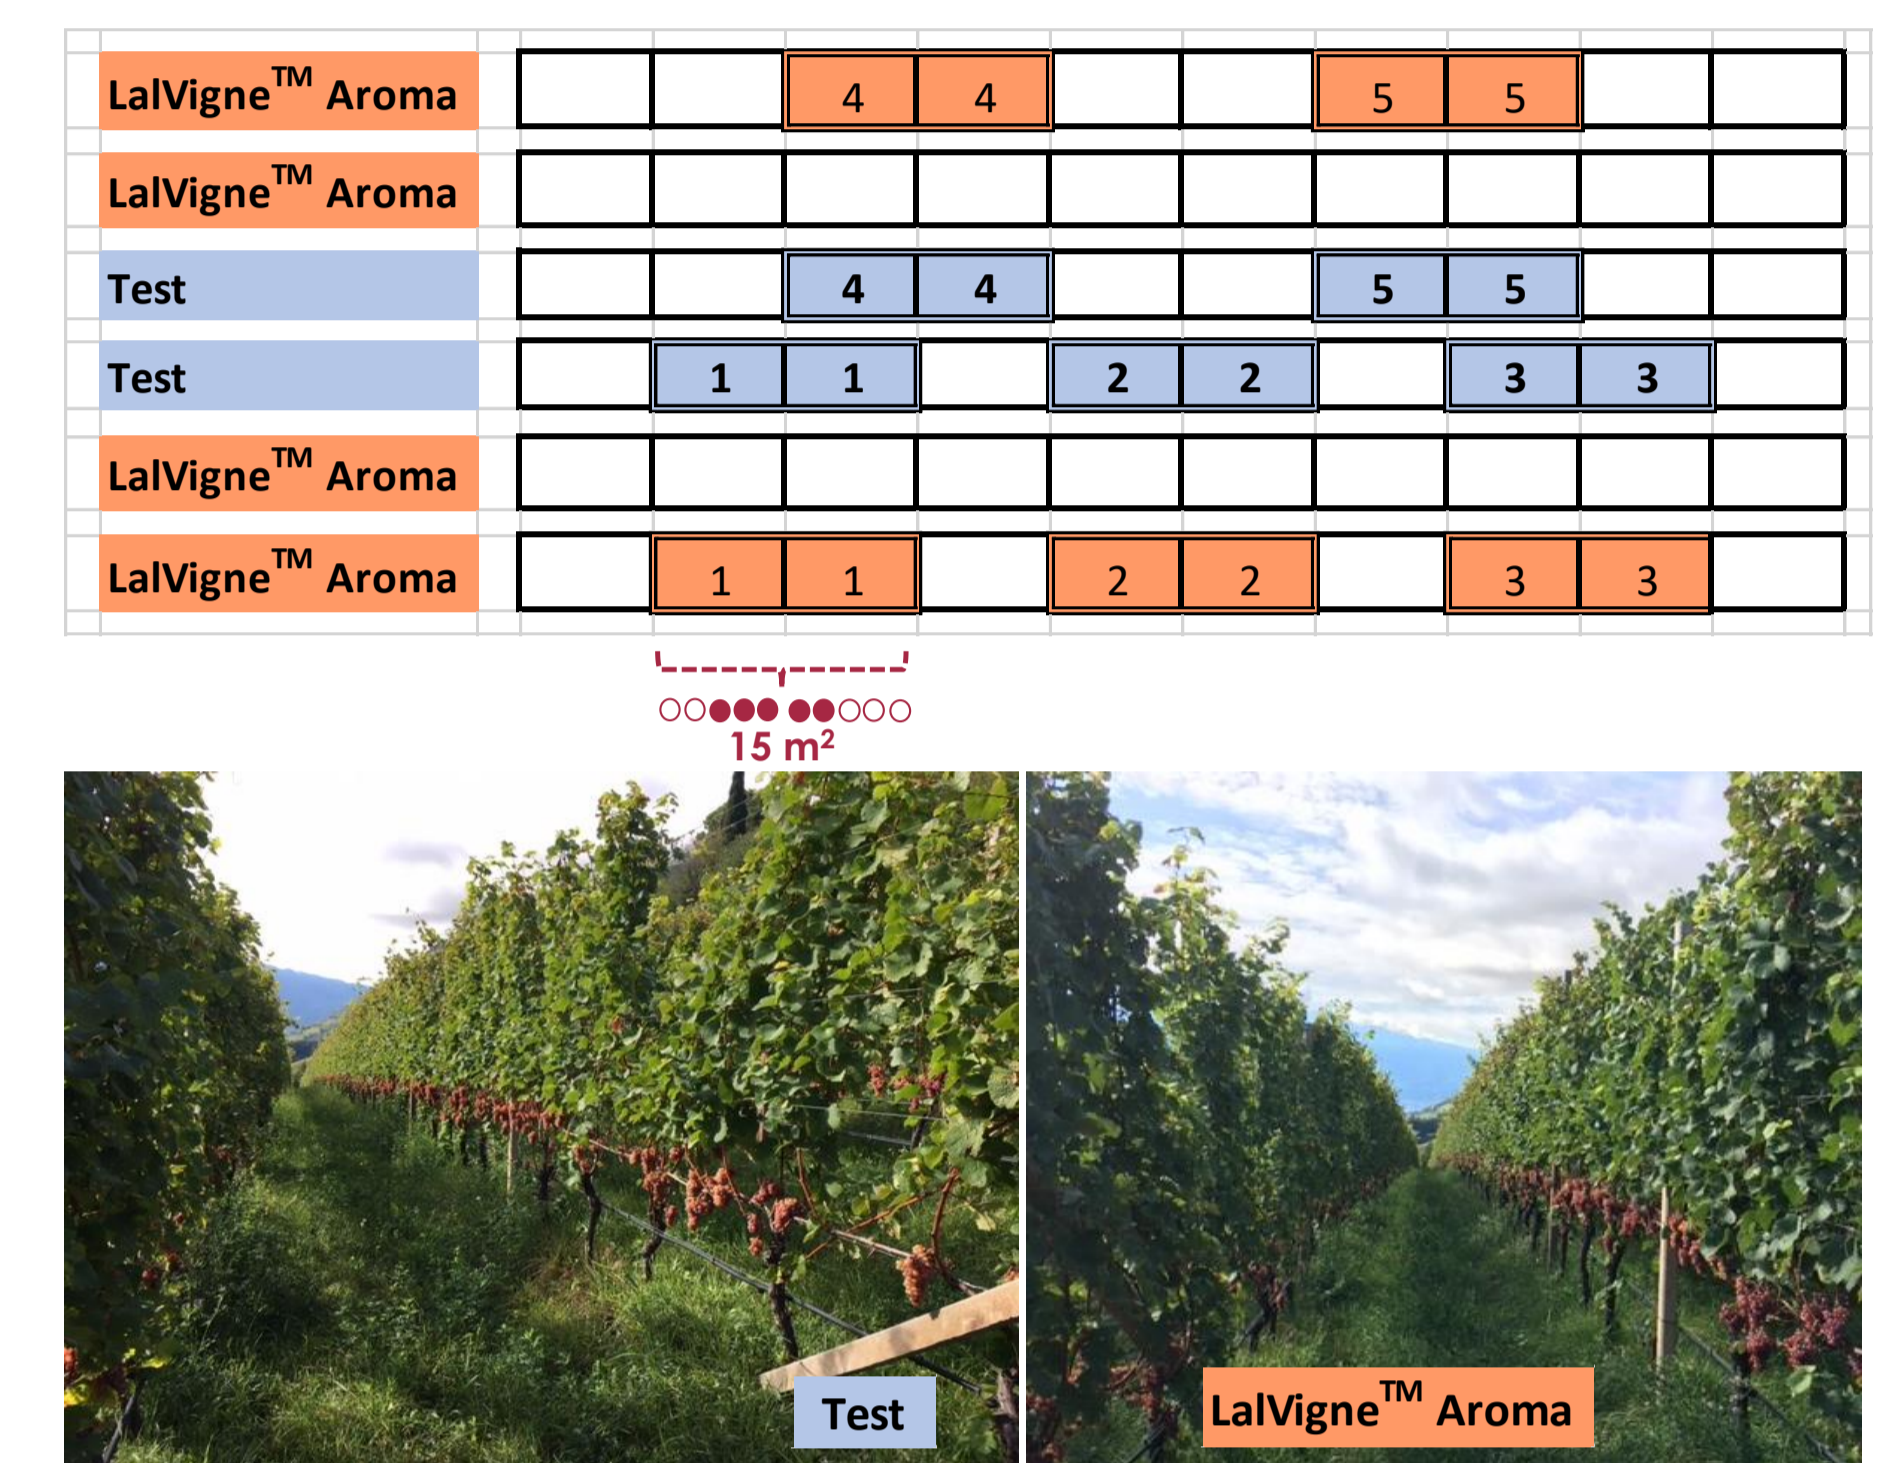 LalVigne™ Aroma 4 4 5 5
LalVigne™ Aroma
Test 4 4 5 5
Test 1 1 2 2 3 3
LalVigne™ Aroma
LalVigne™ Aroma 1 1 2 2 3 3
15 m²
Test
LalVigne™ Aroma